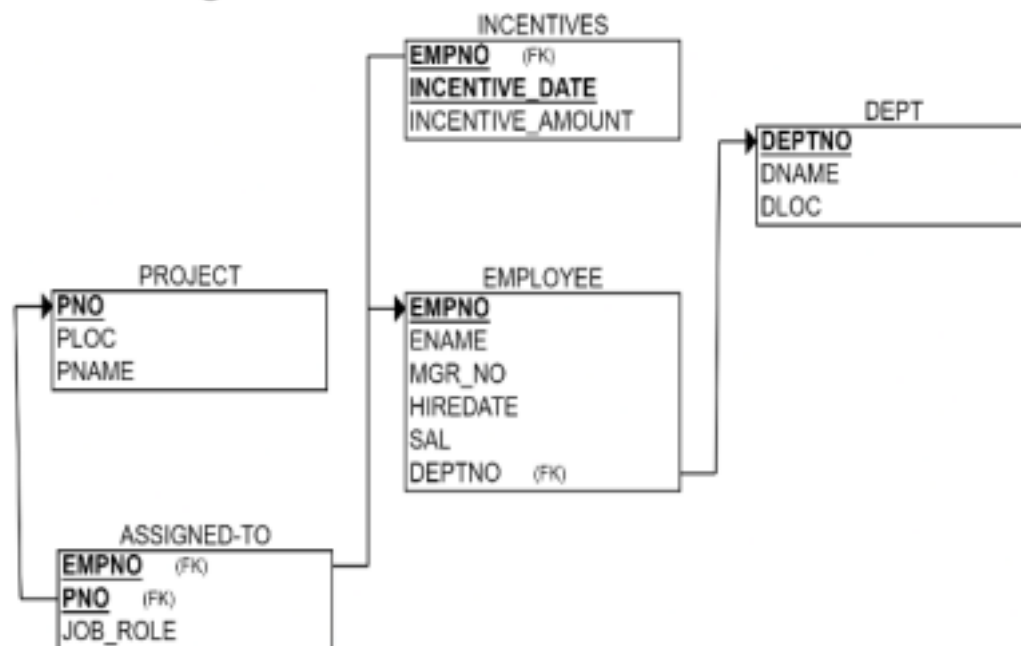 INCENTIVES
EMPNO (FK)
INCENTIVE_DATE
INCENTIVE_AMOUNT
DEPT
DEPTNO
DNAME
DLOC
PROJECT
PNO
PLOC
PNAME
EMPLOYEE
EMPNO
ENAME
MGR_NO
HIREDATE
SAL
DEPTNO (FK)
ASSIGNED-TO
EMPNO (FK)
PNO (FK)
JOB_ROLE